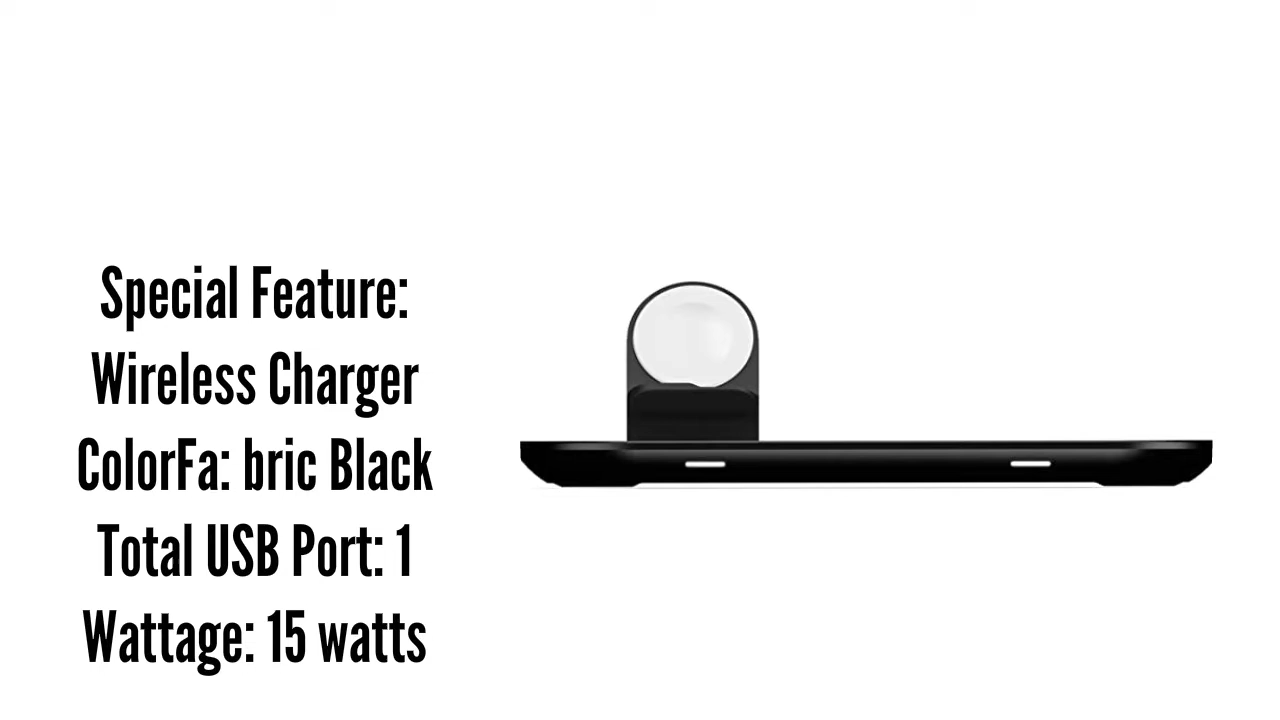 Special Feature:
Wireless Charger
ColorFa: bric Black
Total USB Port: 1
Wattage: 15 watts